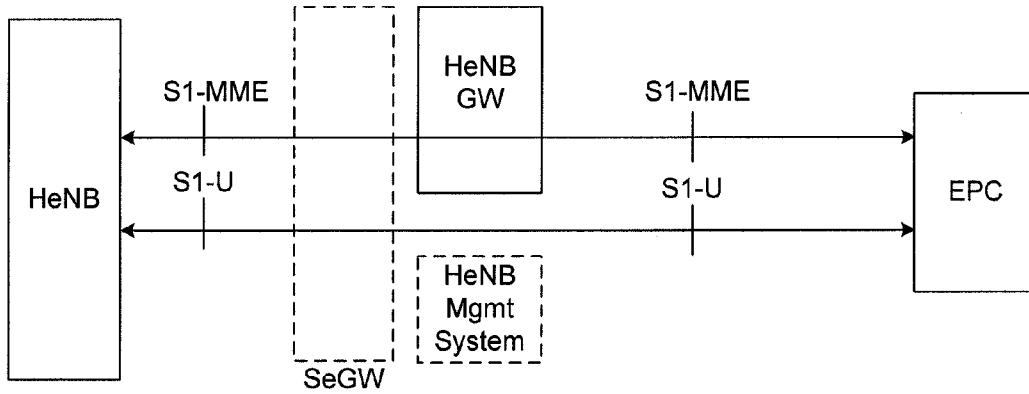 HeNB
GW
S1-MME
S1-MME
S1-U
S1-U
HeNB
EPC
HeNB
Mgmt
System
SeGW